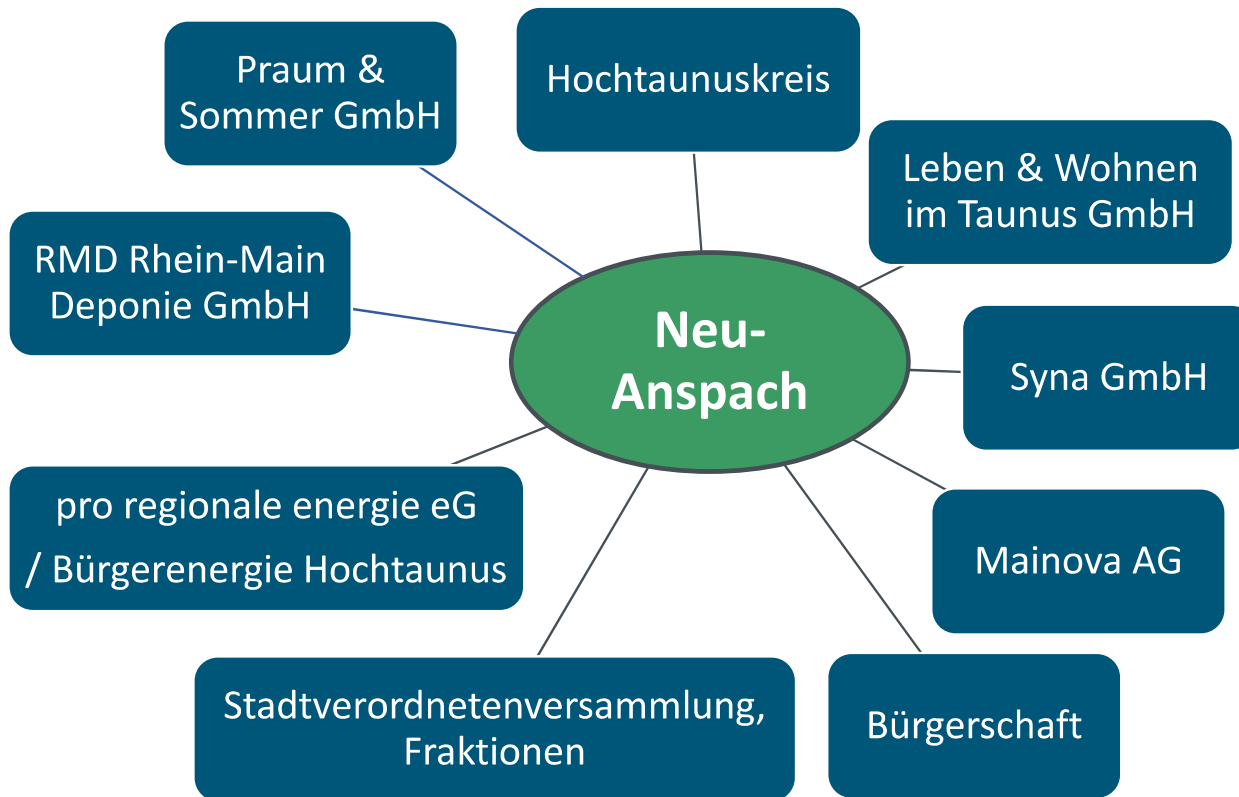 Praum &
Sommer GmbH
Hochtaunuskreis
Leben & Wohnen
im Taunus GmbH
RMD Rhein-Main
Deponie GmbH
Neu-
Anspach
Syna GmbH
pro regionale energie eG
/ Bürgerenergie Hochtaunus
Mainova AG
Stadtverordnetenversammlung,
Fraktionen
Bürgerschaft